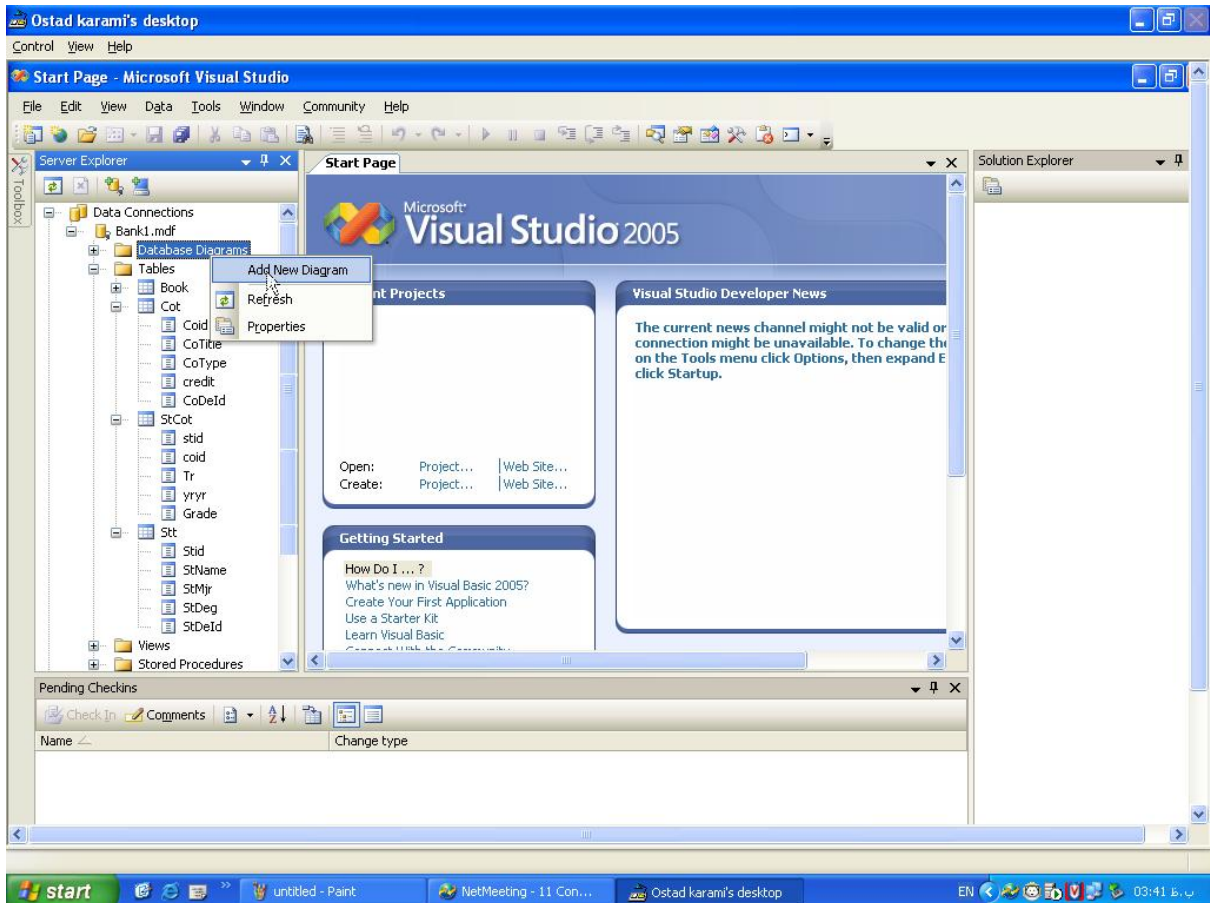 Ostad karami's desktop
Control View Help
Start Page - Microsoft Visual Studio
File Edit View Data Tools Window Community Help
Server Explorer
Start Page
Solution Explorer
Toolbox
Data Connections
Bank1.mdf
Database Diagrams
Tables
Book
Cot
Coid
CoTitle
CoType
credit
CoDeId
StCot
stid
coid
Tr
yryr
Grade
Stt
Stid
StName
StMjr
StDeg
StDeId
Views
Stored Procedures
Add New Diagram
Refresh
Properties
Microsoft
Visual Studio 2005
nt Projects
Open: Project... Web Site...
Create: Project... Web Site...
Getting Started
How Do I ... ?
What's new in Visual Basic 2005?
Create Your First Application
Use a Starter Kit
Learn Visual Basic
Visual Studio Developer News
The current news channel might not be valid or
connection might be unavailable. To change the
on the Tools menu click Options, then expand E
click Startup.
Pending Checkins
Check In Comments
Name Change type
start
untitled - Paint
NetMeeting - 11 Con...
Ostad karami's desktop
EN
03:41 ب.ظ